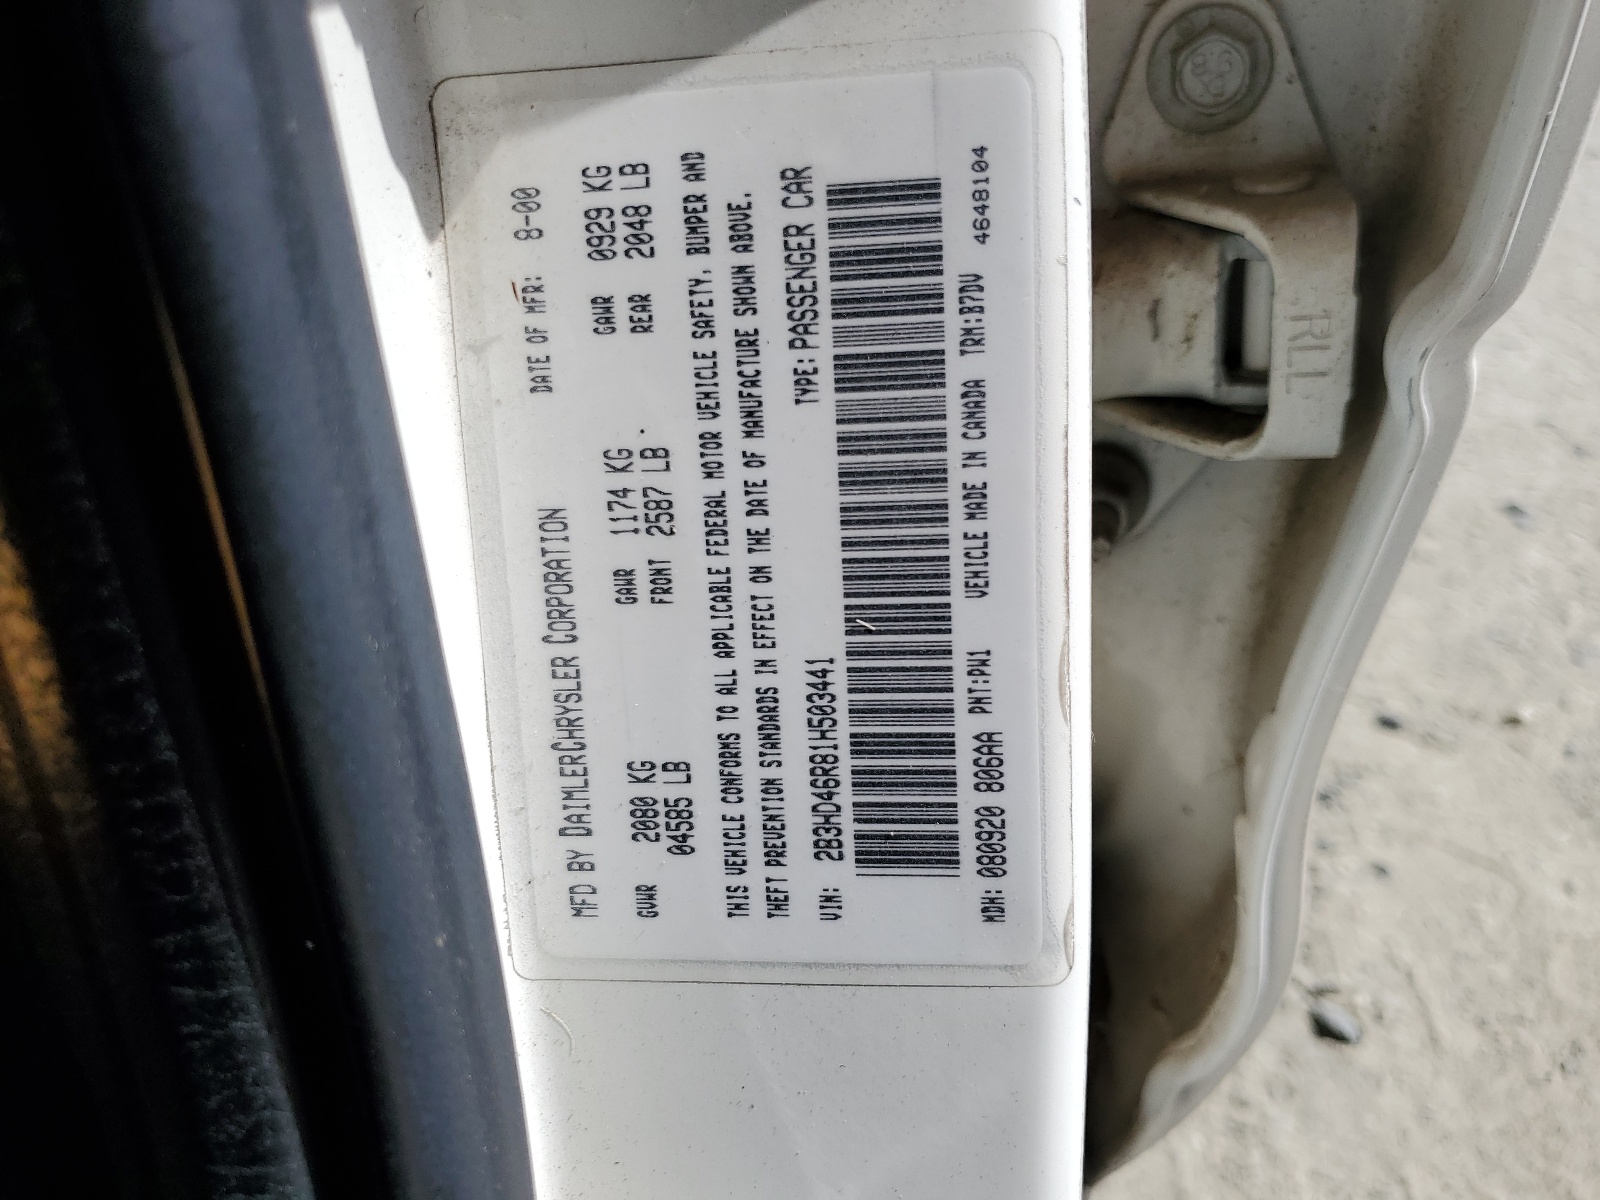 MFD BY DAIMLERCHRYSLER CORPORATION DATE OF MFR: 8-00
GVWR 2080 KG GAWR 1174 KG GAWR 0929 KG
04585 LB FRONT 2587 LB REAR 2048 LB
THIS VEHICLE CONFORMS TO ALL APPLICABLE FEDERAL MOTOR VEHICLE SAFETY, BUMPER AND
THEFT PREVENTION STANDARDS IN EFFECT ON THE DATE OF MANUFACTURE SHOWN ABOVE.
VIN: 2B3HD46R81H503441 TYPE: PASSENGER CAR
MDH: 080920 806AA PNT:PW1 VEHICLE MADE IN CANADA TRM:B7DV 4648104
RLL